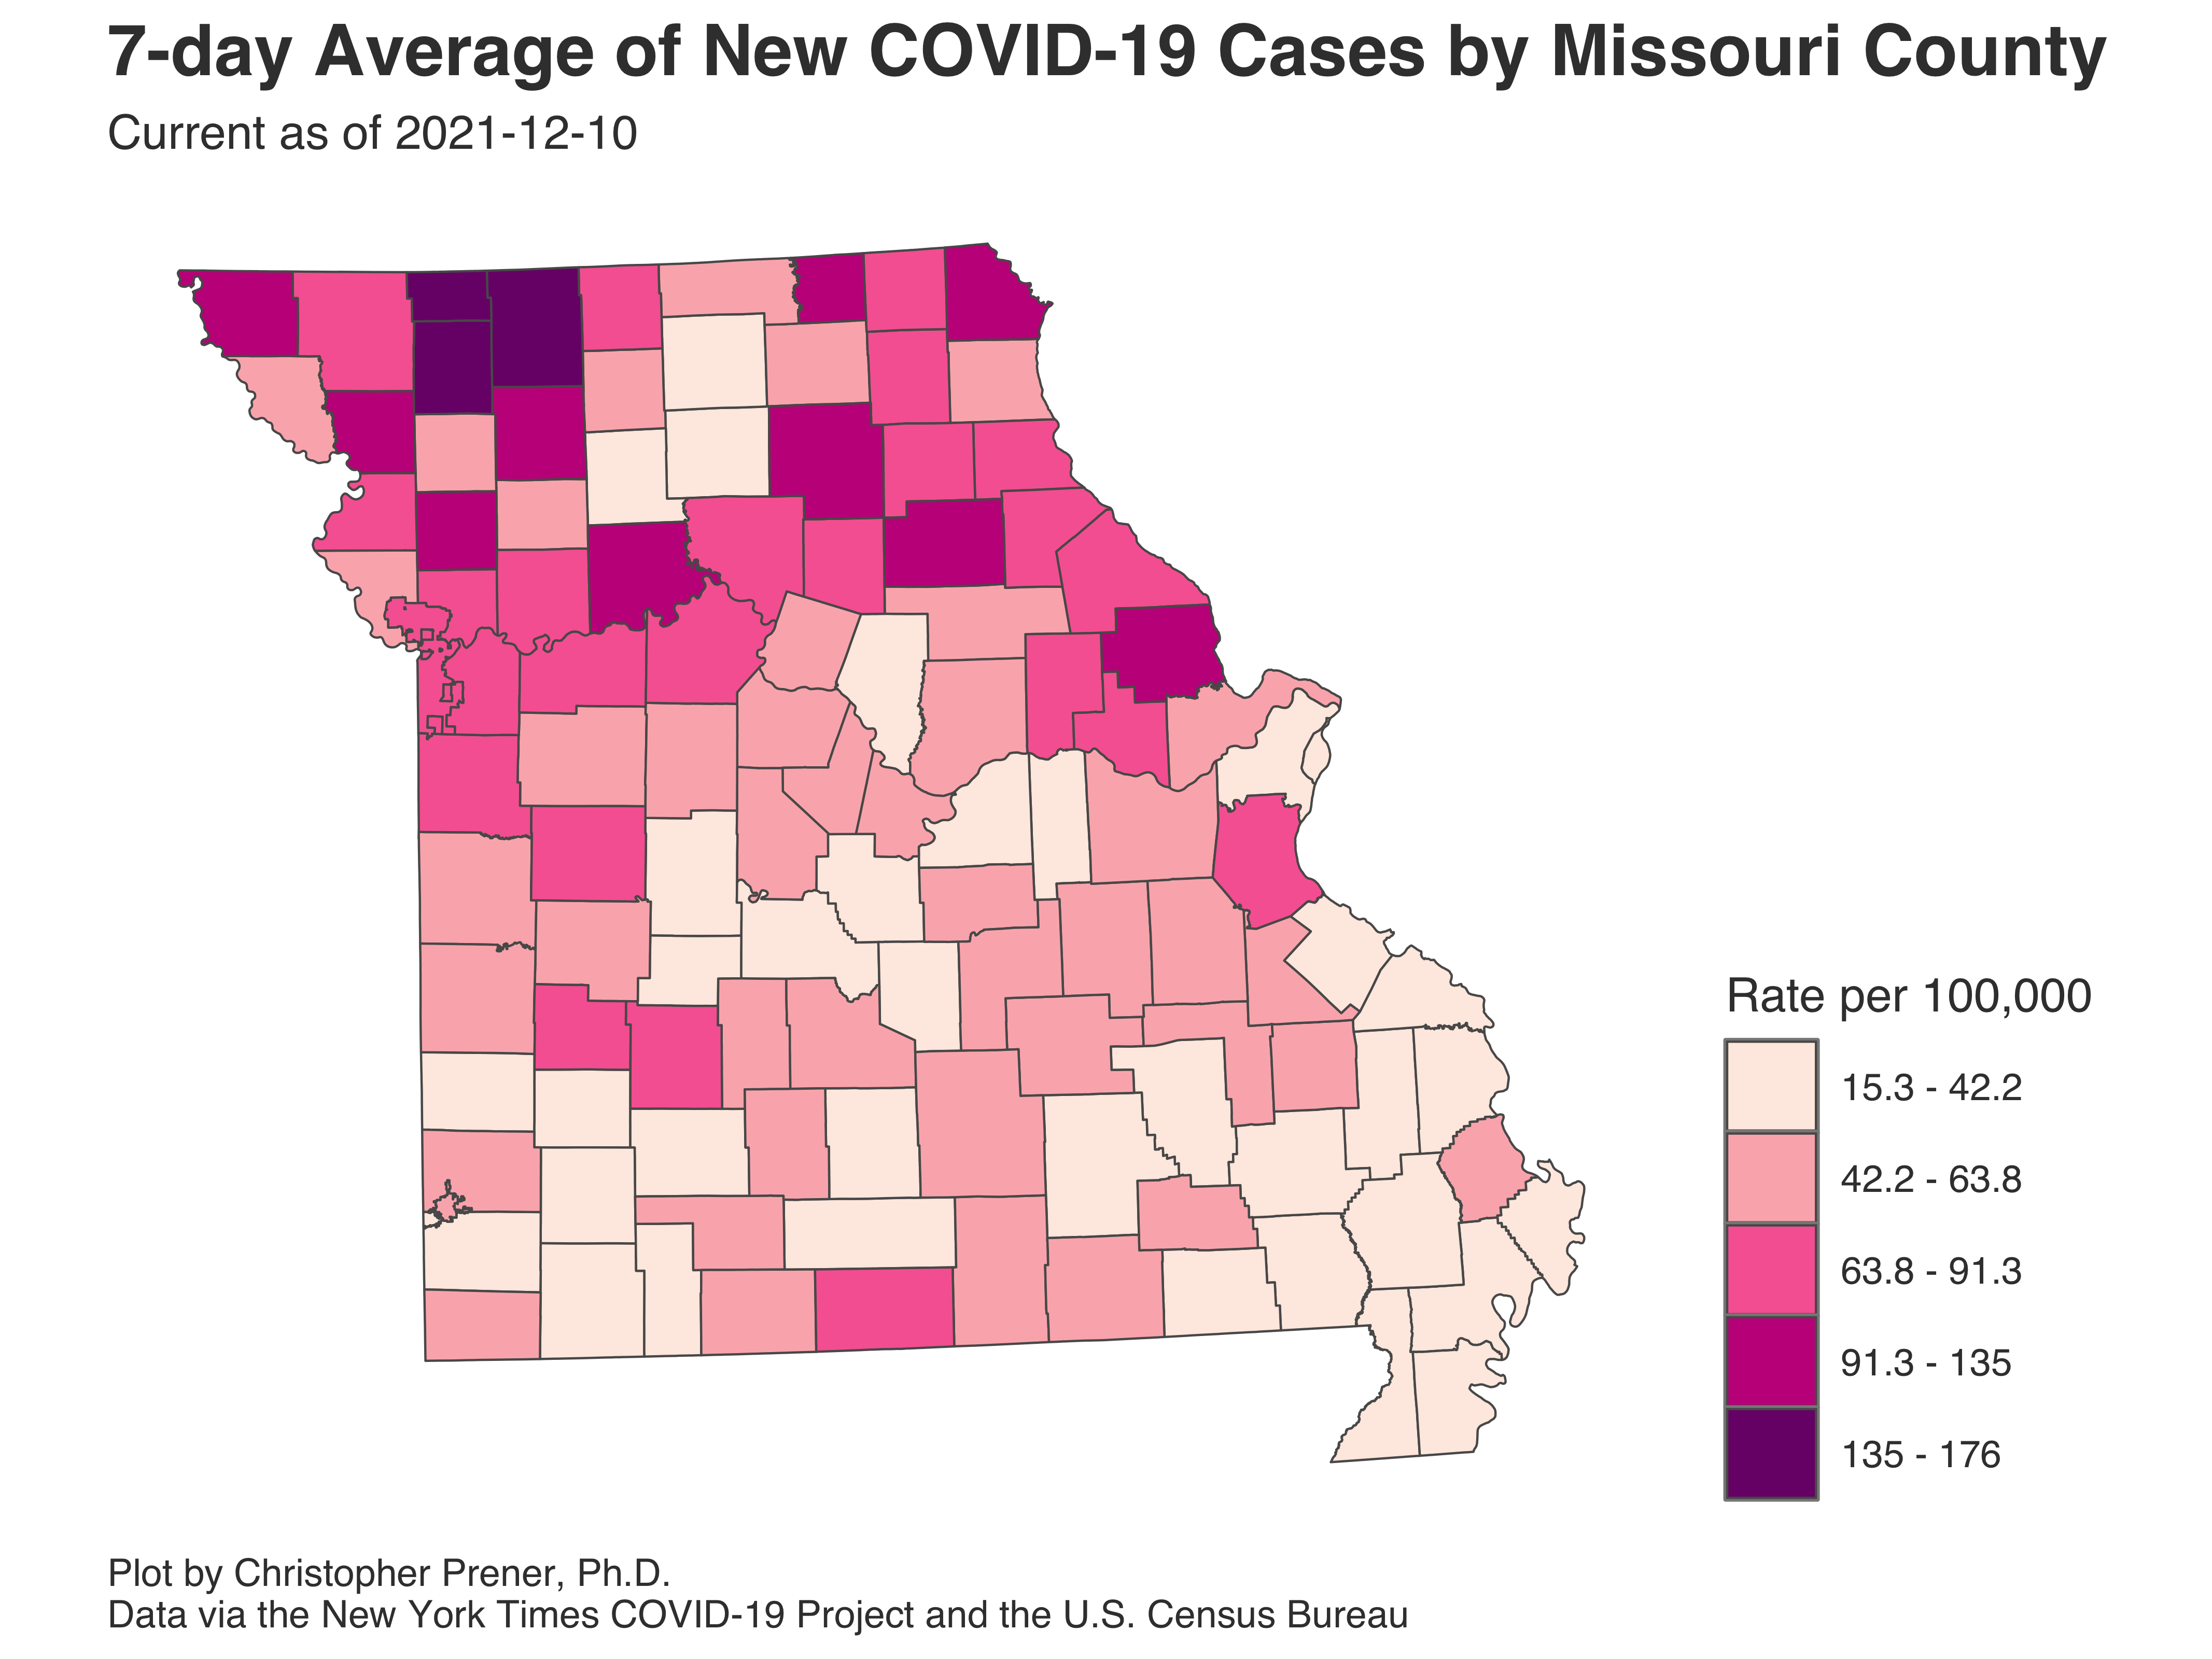 7-day Average of New COVID-19 Cases by Missouri County
Current as of 2021-12-10
Rate per 100,000
15.3 - 42.2
42.2 - 63.8
63.8 - 91.3
91.3 - 135
135 - 176
Plot by Christopher Prener, Ph.D.
Data via the New York Times COVID-19 Project and the U.S. Census Bureau